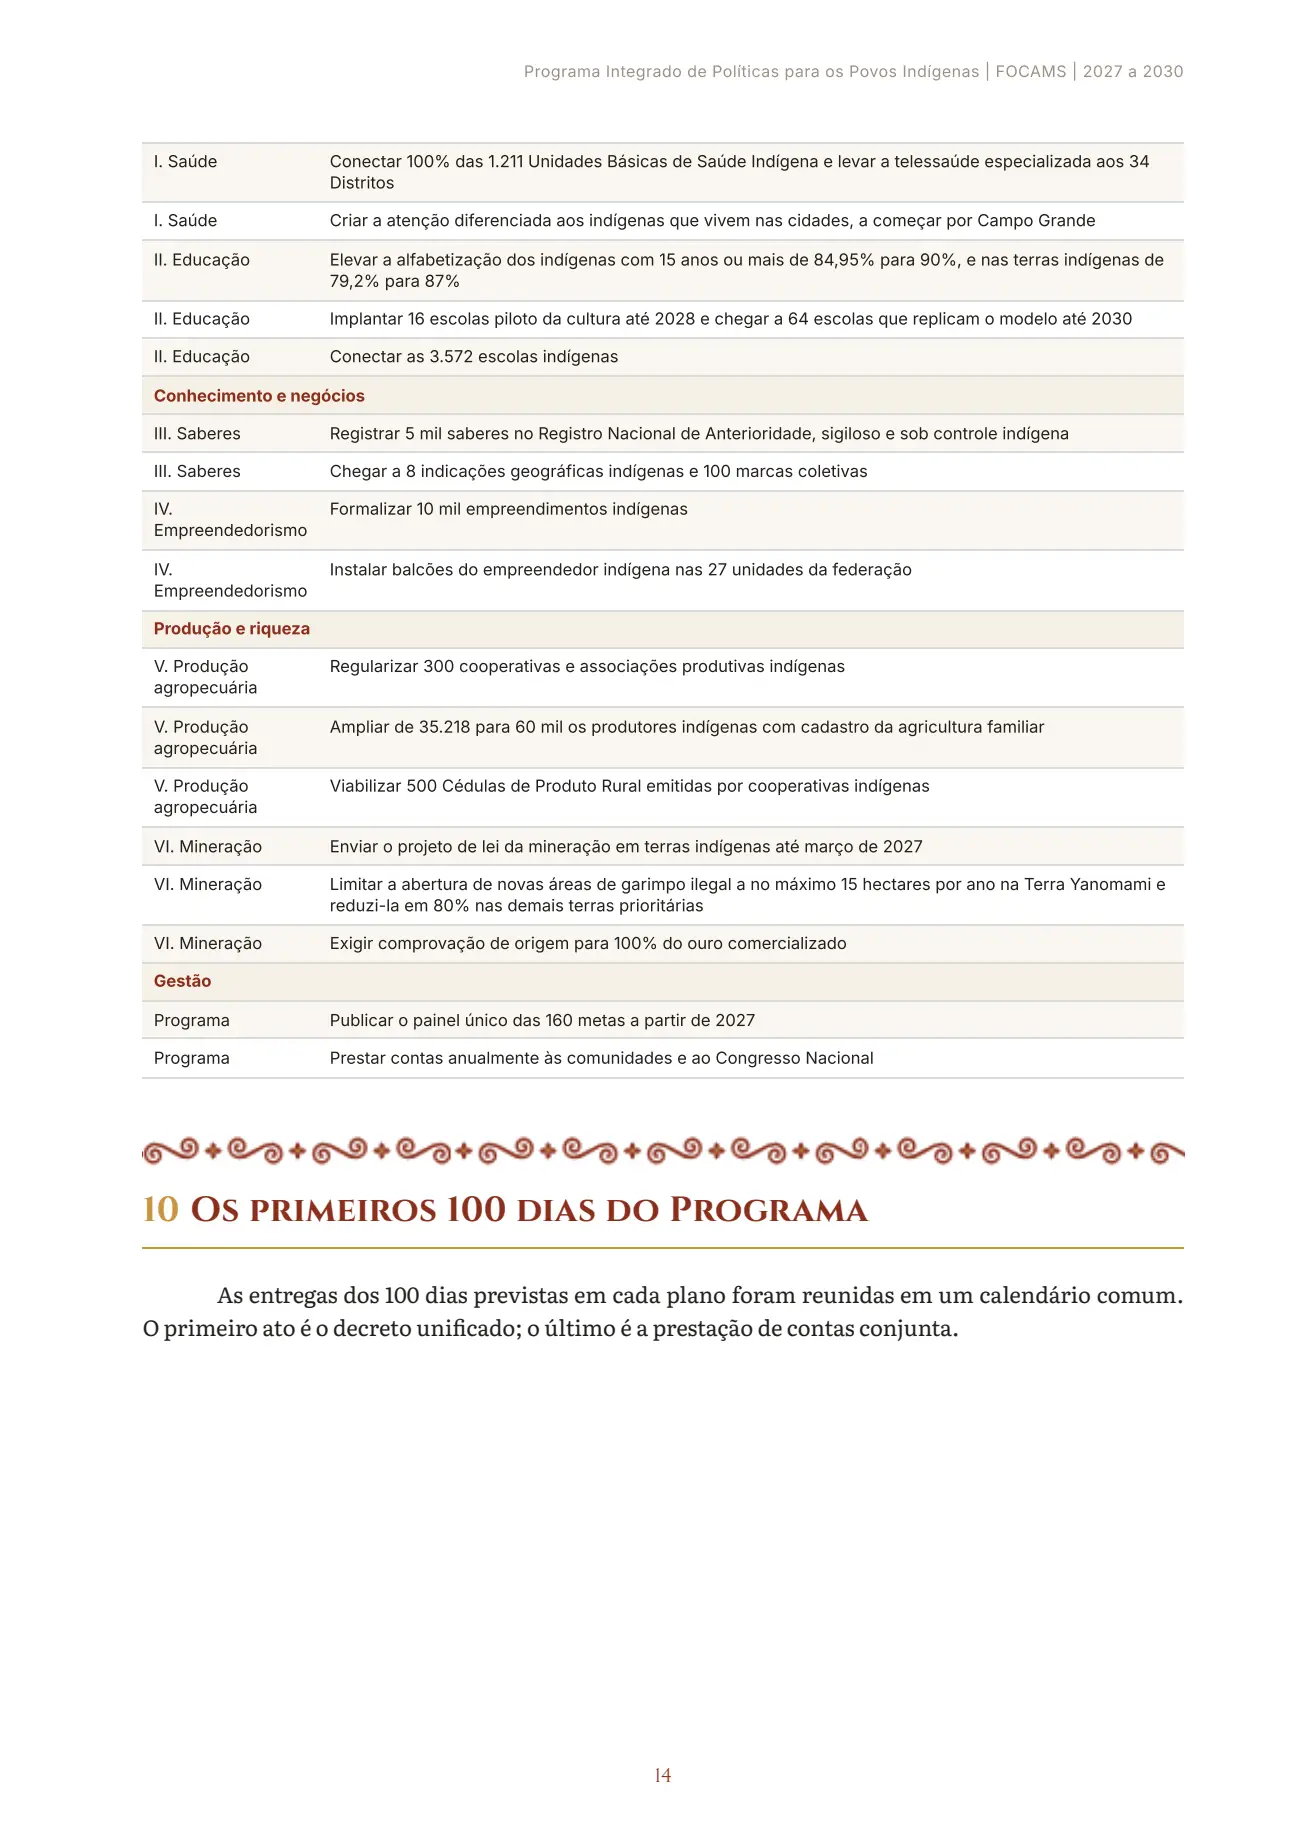 Programa Integrado de Políticas para os Povos Indígenas | FOCAMS | 2027 a 2030
I. Saúde
Conectar 100% das 1.211 Unidades Básicas de Saúde Indígena e levar a telessaúde especializada aos 34
Distritos
I. Saúde
Criar a atenção diferenciada aos indígenas que vivem nas cidades, a começar por Campo Grande
II. Educação
Elevar a alfabetização dos indígenas com 15 anos ou mais de 84,95% para 90%, e nas terras indígenas de
79,2% para 87%
II. Educação
Implantar 16 escolas piloto da cultura até 2028 e chegar a 64 escolas que replicam o modelo até 2030
II. Educação
Conectar as 3.572 escolas indígenas
Conhecimento e negócios
III. Saberes
Registrar 5 mil saberes no Registro Nacional de Anterioridade, sigiloso e sob controle indígena
III. Saberes
Chegar a 8 indicações geográficas indígenas e 100 marcas coletivas
IV.
Empreendedorismo
Formalizar 10 mil empreendimentos indígenas
IV.
Empreendedorismo
Instalar balcões do empreendedor indígena nas 27 unidades da federação
Produção e riqueza
V. Produção
agropecuária
Regularizar 300 cooperativas e associações produtivas indígenas
V. Produção
agropecuária
Ampliar de 35.218 para 60 mil os produtores indígenas com cadastro da agricultura familiar
V. Produção
agropecuária
Viabilizar 500 Cédulas de Produto Rural emitidas por cooperativas indígenas
VI. Mineração
Enviar o projeto de lei da mineração em terras indígenas até março de 2027
VI. Mineração
Limitar a abertura de novas áreas de garimpo ilegal a no máximo 15 hectares por ano na Terra Yanomami e
reduzi-la em 80% nas demais terras prioritárias
VI. Mineração
Exigir comprovação de origem para 100% do ouro comercializado
Gestão
Programa
Publicar o painel único das 160 metas a partir de 2027
Programa
Prestar contas anualmente às comunidades e ao Congresso Nacional
10 Os primeiros 100 dias do Programa
As entregas dos 100 dias previstas em cada plano foram reunidas em um calendário comum.
O primeiro ato é o decreto unificado; o último é a prestação de contas conjunta.
14